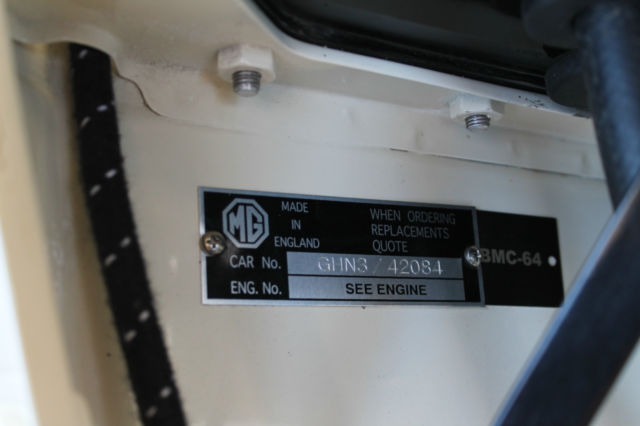 MG
MADE
IN
ENGLAND
WHEN ORDERING
REPLACEMENTS
QUOTE
CAR No. GHN3/42084
ENG. No. SEE ENGINE
BMC-64